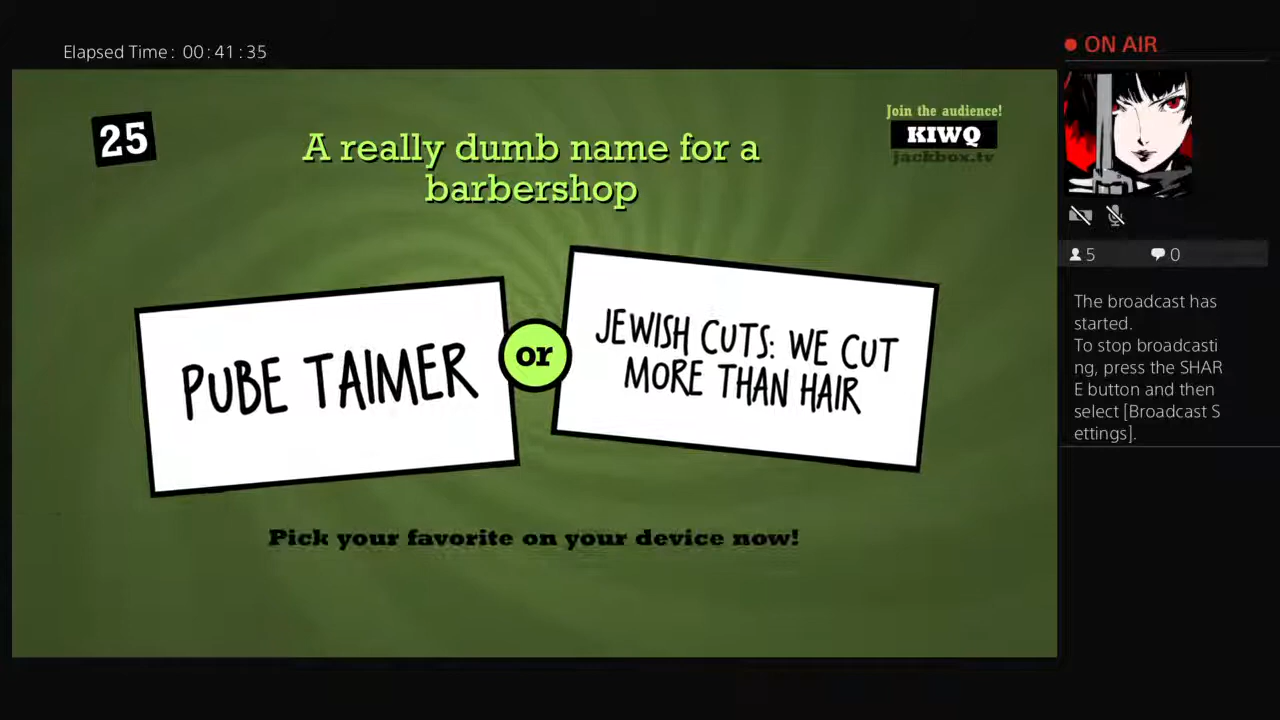 Elapsed Time: 00:41:35
ON AIR
25
A really dumb name for a
barbershop
Join the audience!
KIWQ
jackbox.tv
PUBE TAIMER
or
JEWISH CUTS: WE CUT
MORE THAN HAIR
Pick your favorite on your device now!
5
0
The broadcast has
started.
To stop broadcasti
ng, press the SHAR
E button and then
select [Broadcast S
ettings].